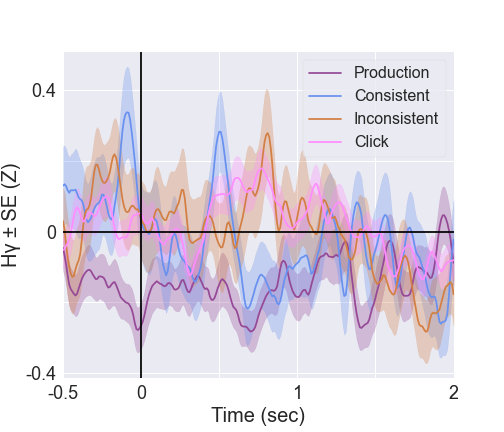 Production
Consistent
Inconsistent
Click
0.4
0
-0.4
Hγ ± SE (Z)
-0.5
0
1
2
Time (sec)